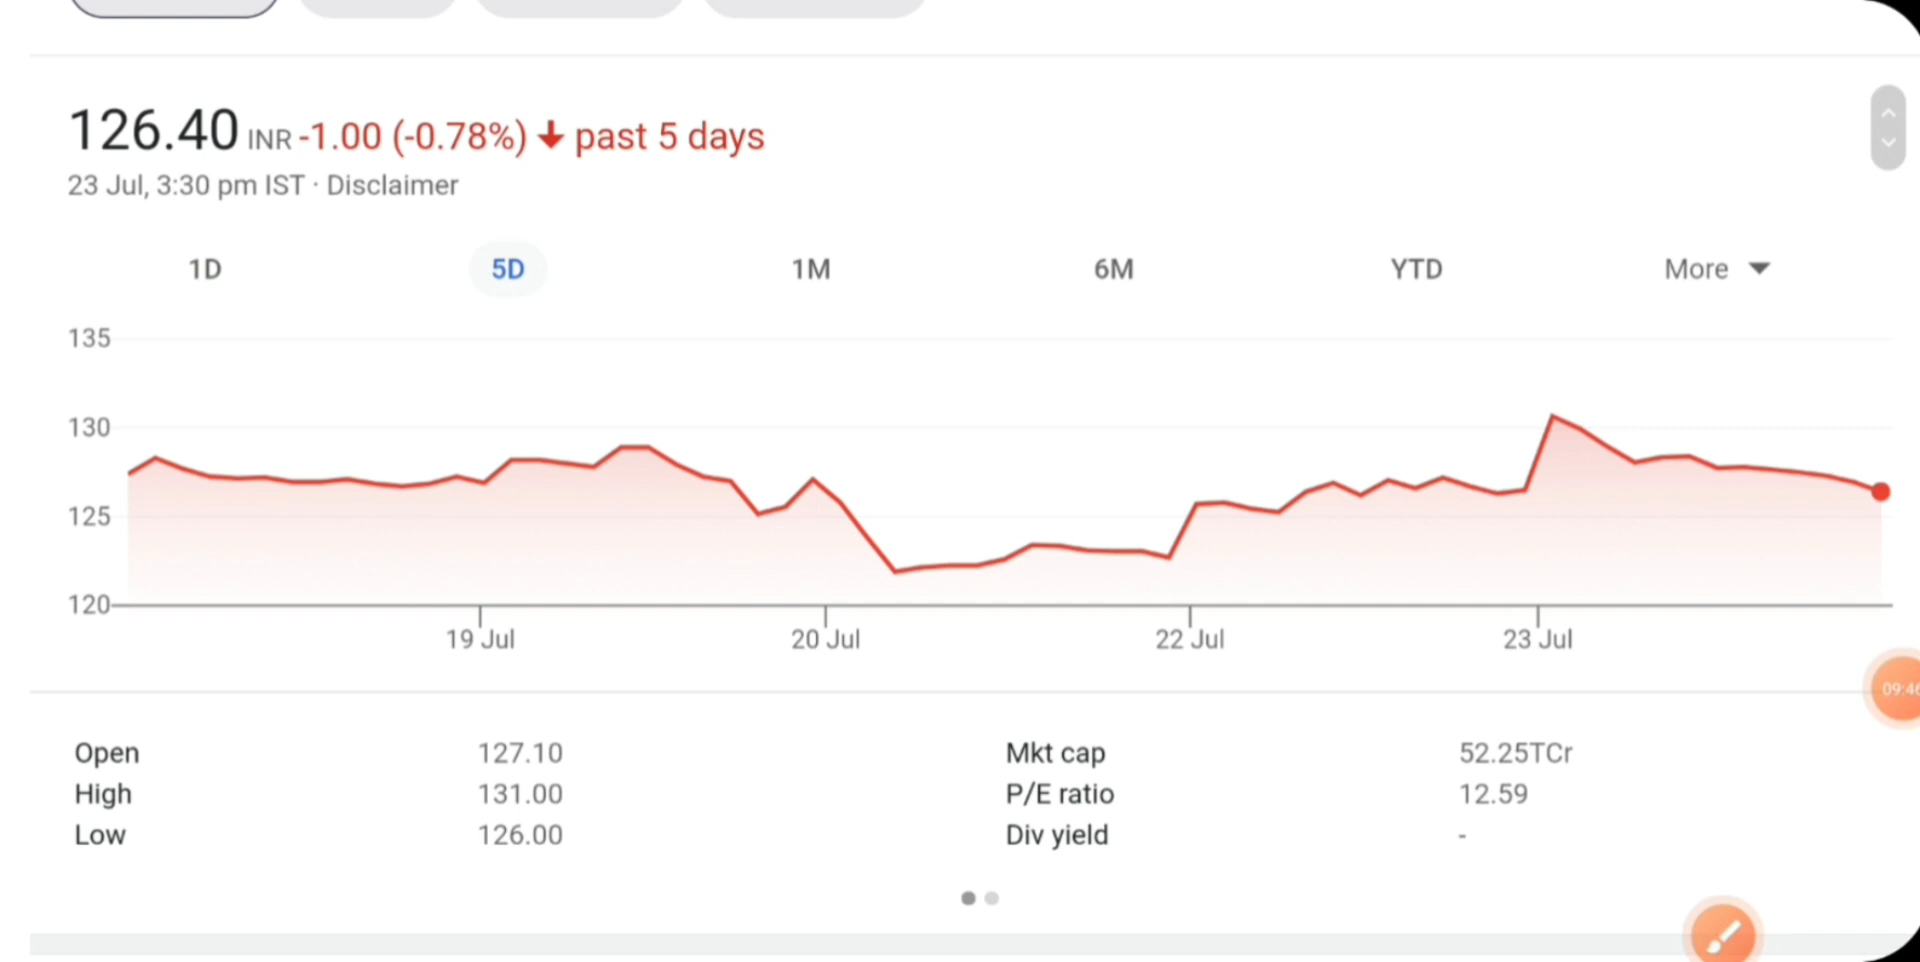 126.40 INR -1.00 (-0.78%) ↓ past 5 days
23 Jul, 3:30 pm IST · Disclaimer
1D 5D 1M 6M YTD More
135
130
125
120
19 Jul 20 Jul 22 Jul 23 Jul
09:46
Open 127.10 Mkt cap 52.25TCr
High 131.00 P/E ratio 12.59
Low 126.00 Div yield -